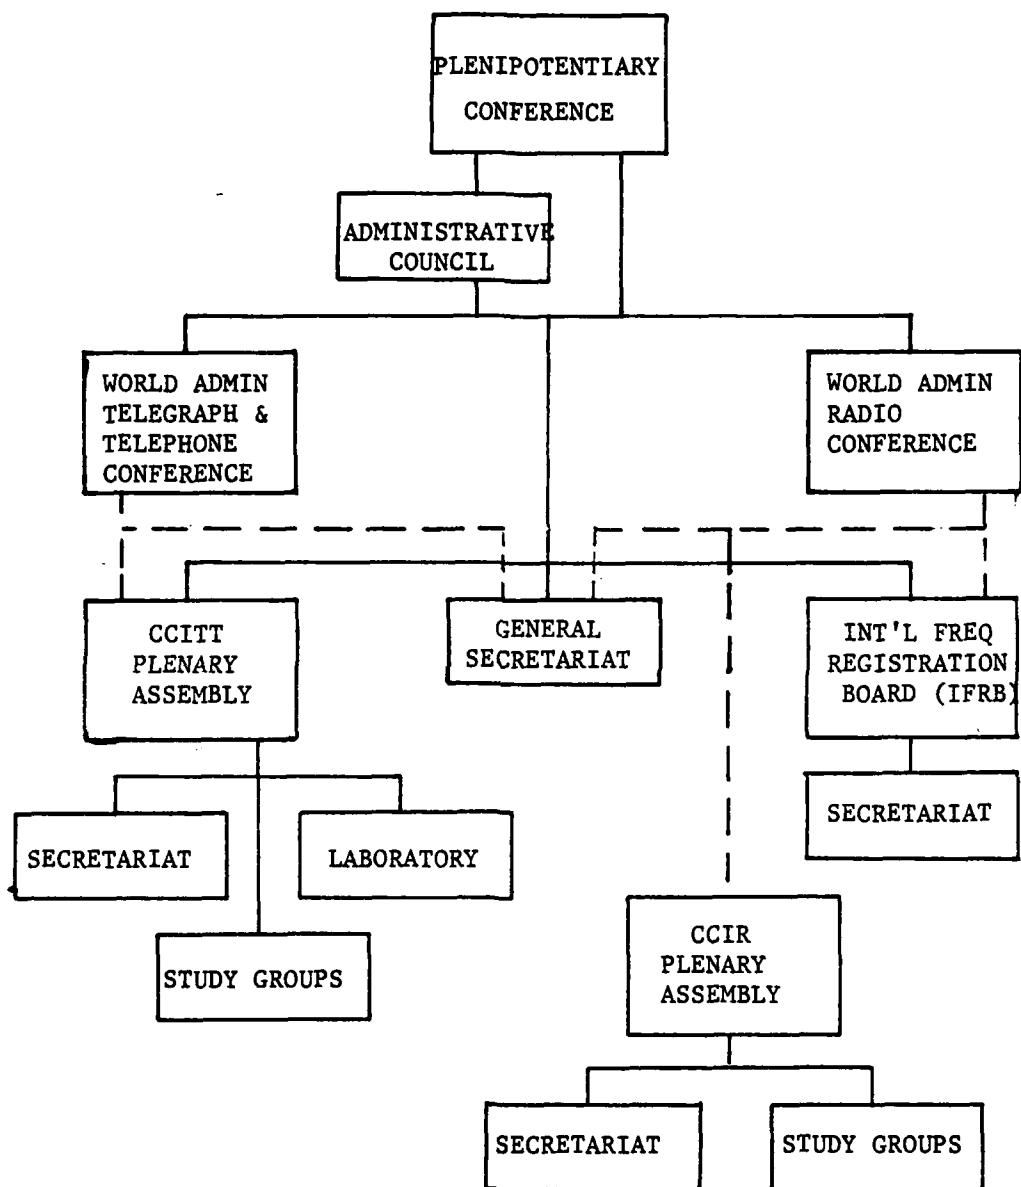 PLENIPOTENTIARY
CONFERENCE
ADMINISTRATIVE
COUNCIL
WORLD ADMIN
TELEGRAPH &
TELEPHONE
CONFERENCE
WORLD ADMIN
RADIO
CONFERENCE
CCITT
PLENARY
ASSEMBLY
GENERAL
SECRETARIAT
INT'L FREQ
REGISTRATION
BOARD (IFRB)
SECRETARIAT
SECRETARIAT
LABORATORY
STUDY GROUPS
CCIR
PLENARY
ASSEMBLY
SECRETARIAT
STUDY GROUPS